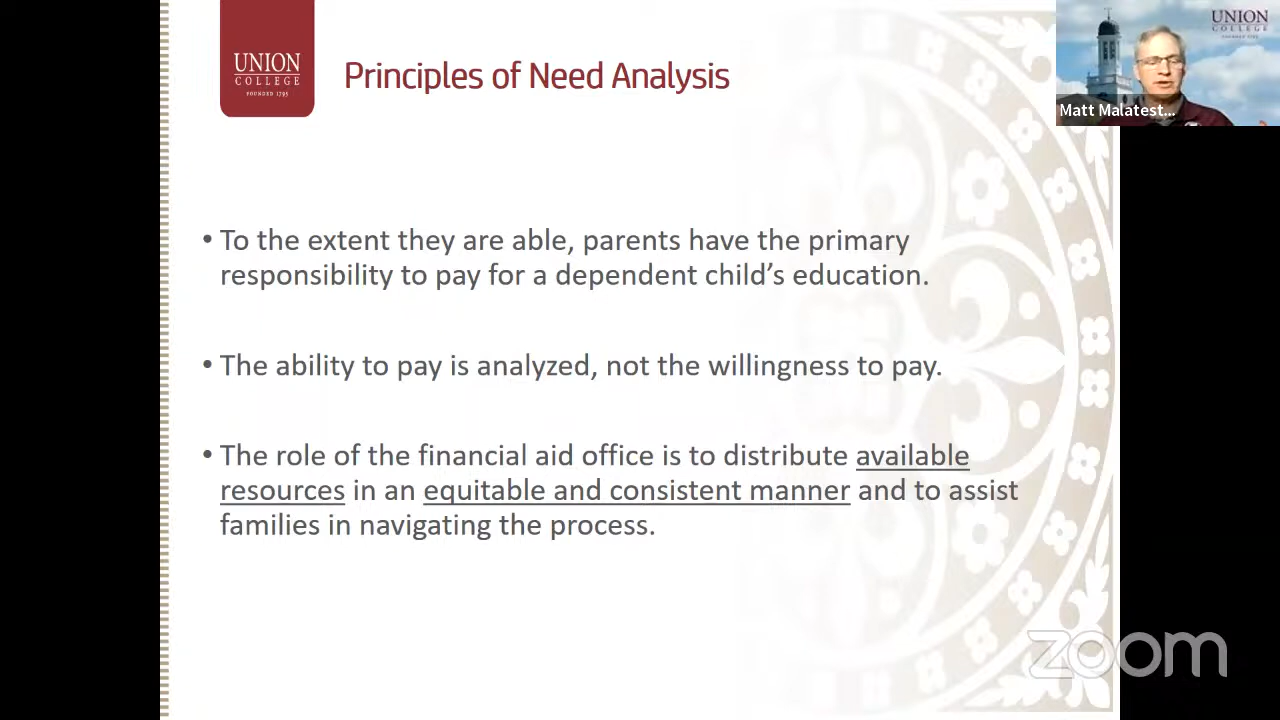 UNION
COLLEGE
FOUNDED 1795
Principles of Need Analysis
UNION
COLLEGE
FOUNDED 1795
Matt Malatest...
• To the extent they are able, parents have the primary
responsibility to pay for a dependent child’s education.
• The ability to pay is analyzed, not the willingness to pay.
• The role of the financial aid office is to distribute available
resources in an equitable and consistent manner and to assist
families in navigating the process.
zoom